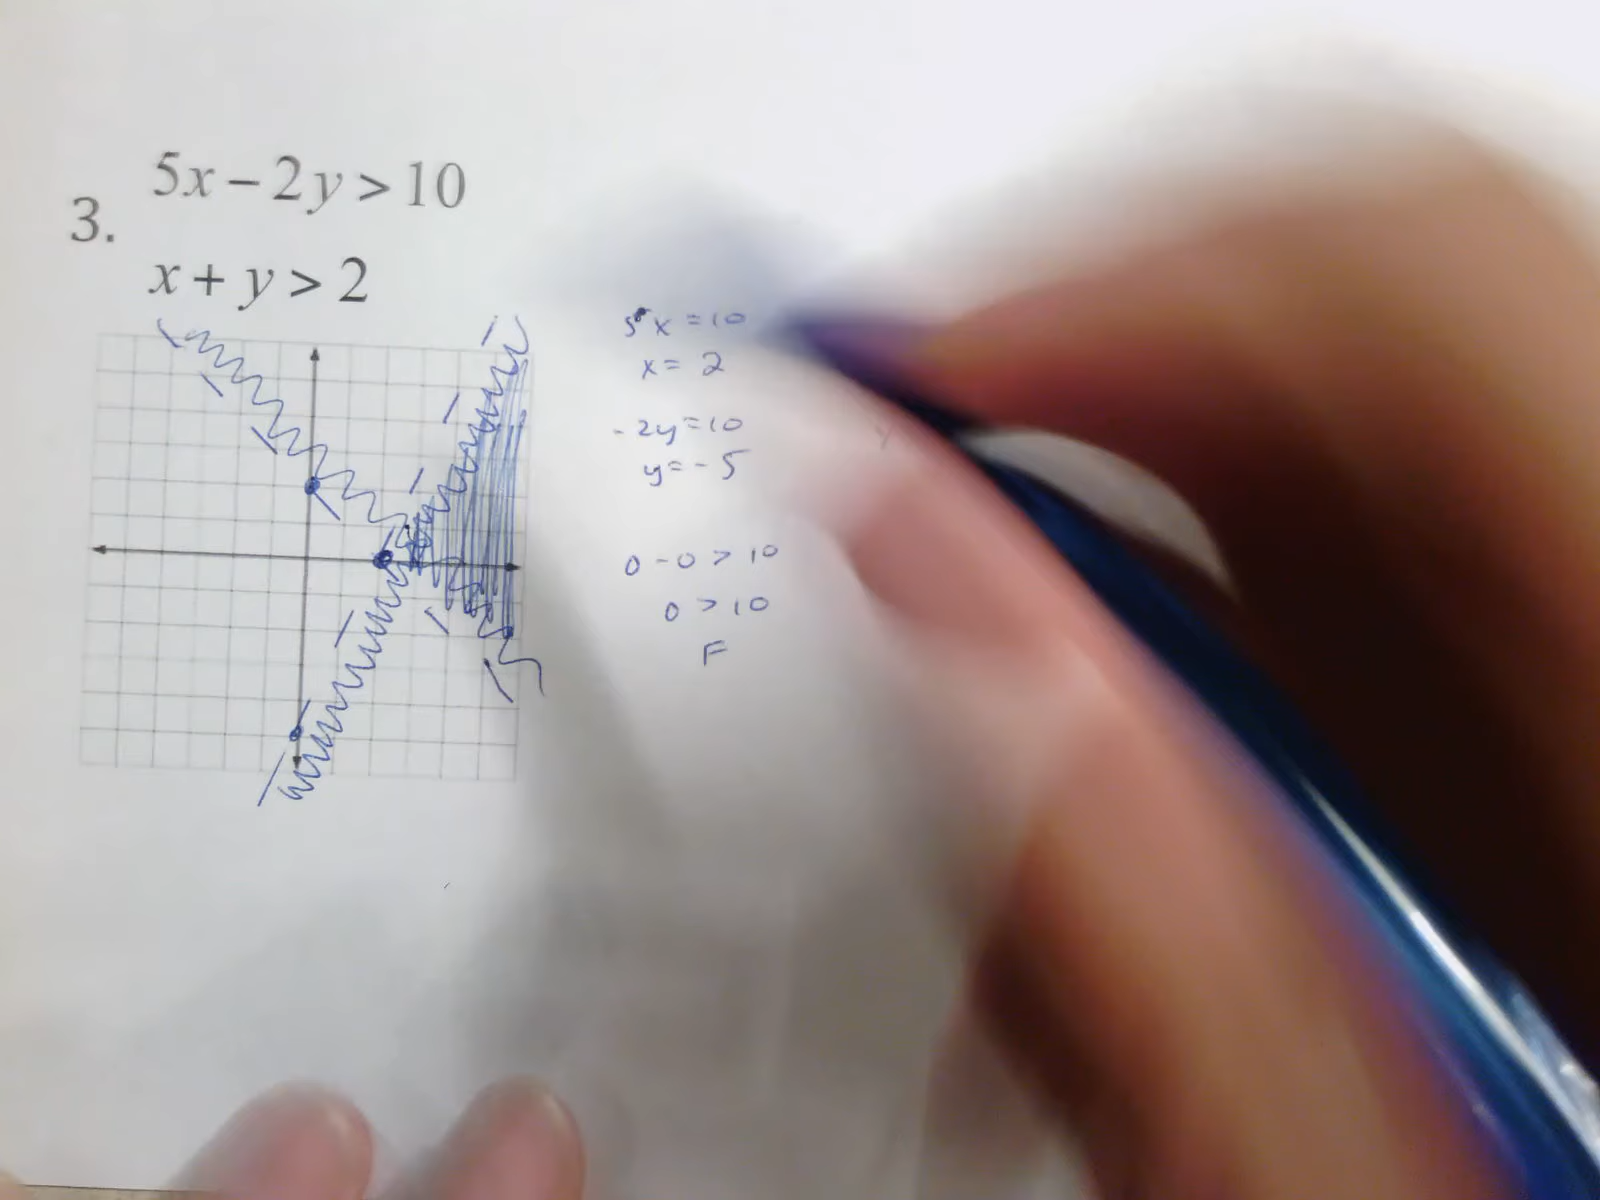 5x − 2y > 10
3.
x + y > 2
5x = 10
x = 2
-2y = 10
y = -5
0 - 0 > 10
0 > 10
F